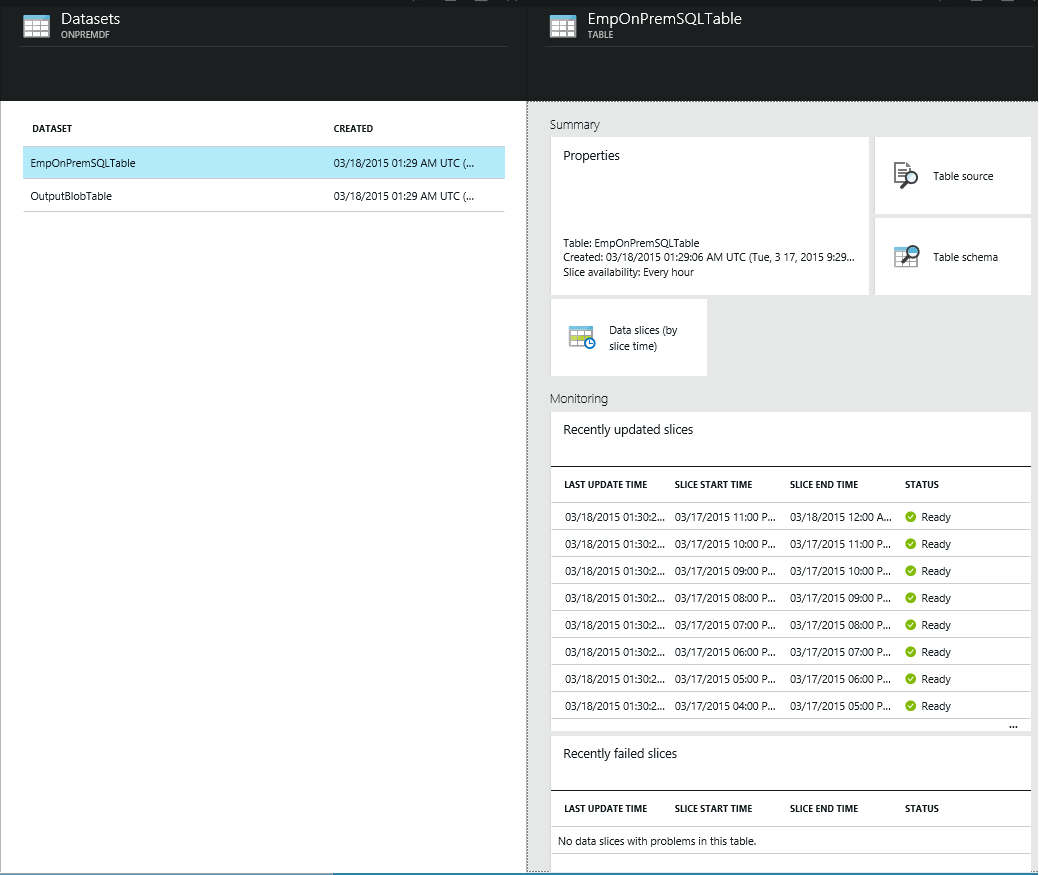 Datasets
ONPREMDF
DATASET CREATED
EmpOnPremSQLTable 03/18/2015 01:29 AM UTC (...
OutputBlobTable 03/18/2015 01:29 AM UTC (...
EmpOnPremSQLTable
TABLE
Summary
Properties
Table: EmpOnPremSQLTable
Created: 03/18/2015 01:29:06 AM UTC (Tue, 3 17, 2015 9:29...
Slice availability: Every hour
Table source
Table schema
Data slices (by
slice time)
Monitoring
Recently updated slices
LAST UPDATE TIME SLICE START TIME SLICE END TIME STATUS
03/18/2015 01:30:2... 03/17/2015 11:00 P... 03/18/2015 12:00 A... Ready
03/18/2015 01:30:2... 03/17/2015 10:00 P... 03/17/2015 11:00 P... Ready
03/18/2015 01:30:2... 03/17/2015 09:00 P... 03/17/2015 10:00 P... Ready
03/18/2015 01:30:2... 03/17/2015 08:00 P... 03/17/2015 09:00 P... Ready
03/18/2015 01:30:2... 03/17/2015 07:00 P... 03/17/2015 08:00 P... Ready
03/18/2015 01:30:2... 03/17/2015 06:00 P... 03/17/2015 07:00 P... Ready
03/18/2015 01:30:2... 03/17/2015 05:00 P... 03/17/2015 06:00 P... Ready
03/18/2015 01:30:2... 03/17/2015 04:00 P... 03/17/2015 05:00 P... Ready
...
Recently failed slices
LAST UPDATE TIME SLICE START TIME SLICE END TIME STATUS
No data slices with problems in this table.